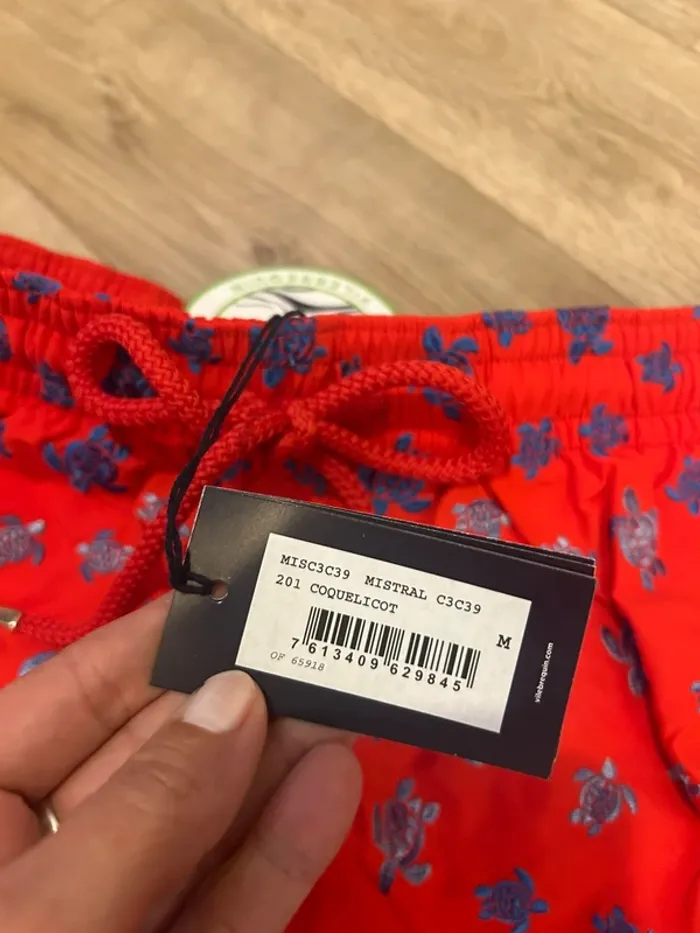 MISC3C39 MISTRAL C3C39
201 COQUELICOT
M
7 613409 629845
OF 65918
vilebrequin.com